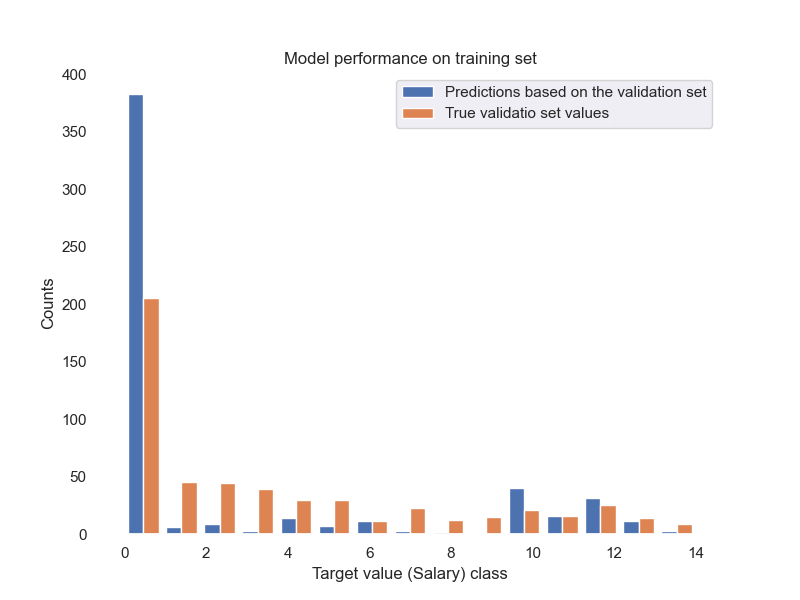 Model performance on training set
Predictions based on the validation set
True validatio set values
400
350
300
250
200
150
100
50
0
Counts
0 2 4 6 8 10 12 14
Target value (Salary) class